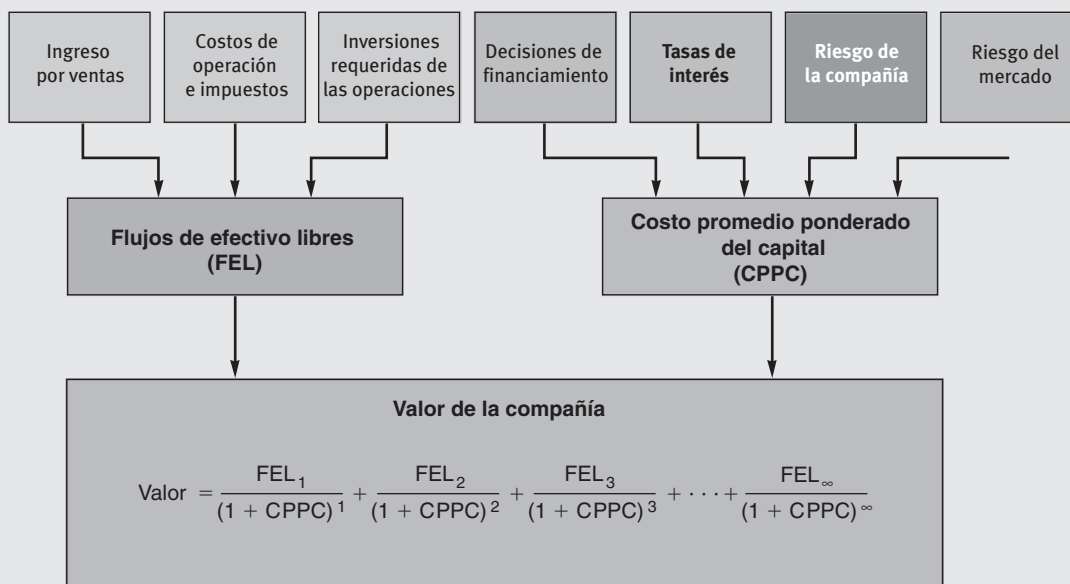 Ingreso
por ventas
Costos de
operación
e impuestos
Inversiones
requeridas de
las operaciones
Decisiones de
financiamiento
Tasas de
interés
Riesgo de
la compañía
Riesgo del
mercado
Flujos de efectivo libres
(FEL)
Costo promedio ponderado
del capital
(CPPC)
Valor de la compañía
Valor = FEL₁/(1 + CPPC)¹ + FEL₂/(1 + CPPC)² + FEL₃/(1 + CPPC)³ + · · · + FEL∞/(1 + CPPC)^∞